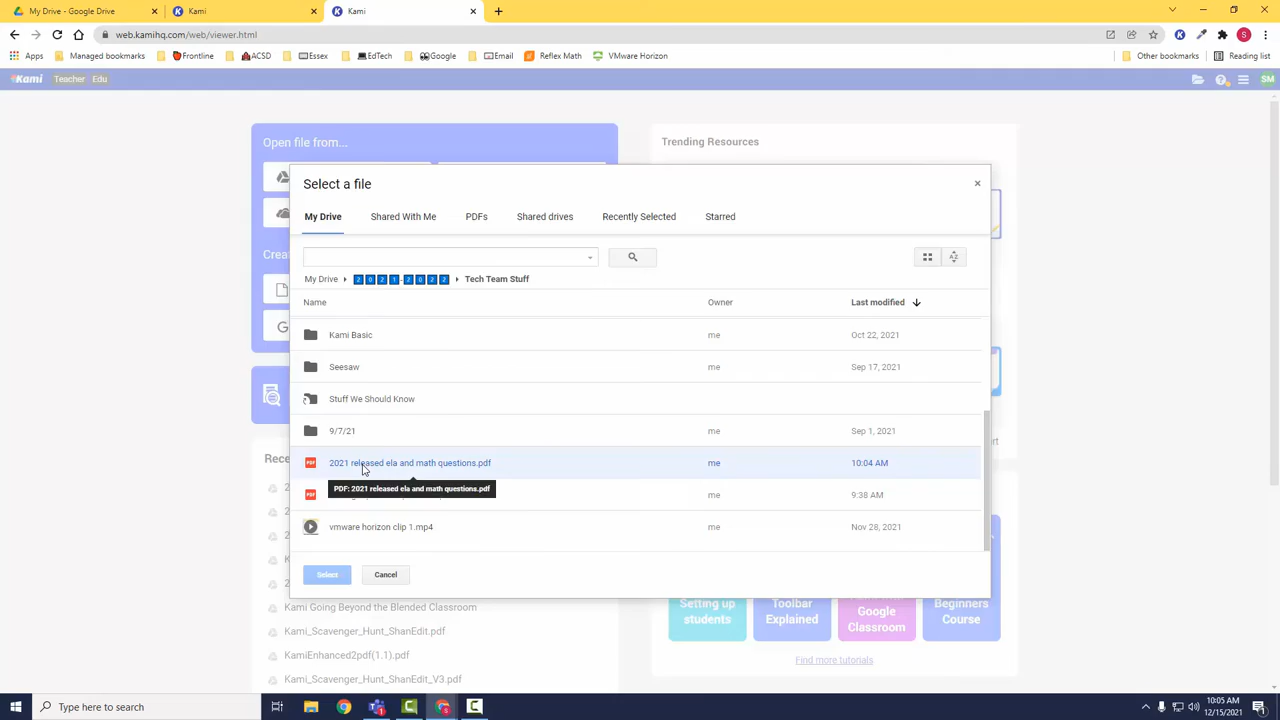 My Drive - Google Drive
Kami
Kami
web.kamihq.com/web/viewer.html
Apps
Managed bookmarks
Frontline
ACSD
Essex
EdTech
Google
Email
Reflex Math
VMware Horizon
Other bookmarks
Reading list
Kami
Teacher Edu
SM
Open file from...
Trending Resources
Select a file
My Drive
Shared With Me
PDFs
Shared drives
Recently Selected
Starred
My Drive
2021-2022
Tech Team Stuff
Name
Owner
Last modified
Kami Basic
me
Oct 22, 2021
Seesaw
me
Sep 17, 2021
Stuff We Should Know
9/7/21
me
Sep 1, 2021
2021 released ela and math questions.pdf
me
10:04 AM
PDF: 2021 released ela and math questions.pdf
me
9:38 AM
vmware horizon clip 1.mp4
me
Nov 28, 2021
Select
Cancel
Kami Going Beyond the Blended Classroom
Kami_Scavenger_Hunt_ShanEdit.pdf
KamiEnhanced2pdf(1.1).pdf
Kami_Scavenger_Hunt_ShanEdit_V3.pdf
Setting up students
Toolbar Explained
Google Classroom
Beginners Course
Find more tutorials
Type here to search
10:05 AM
12/15/2021